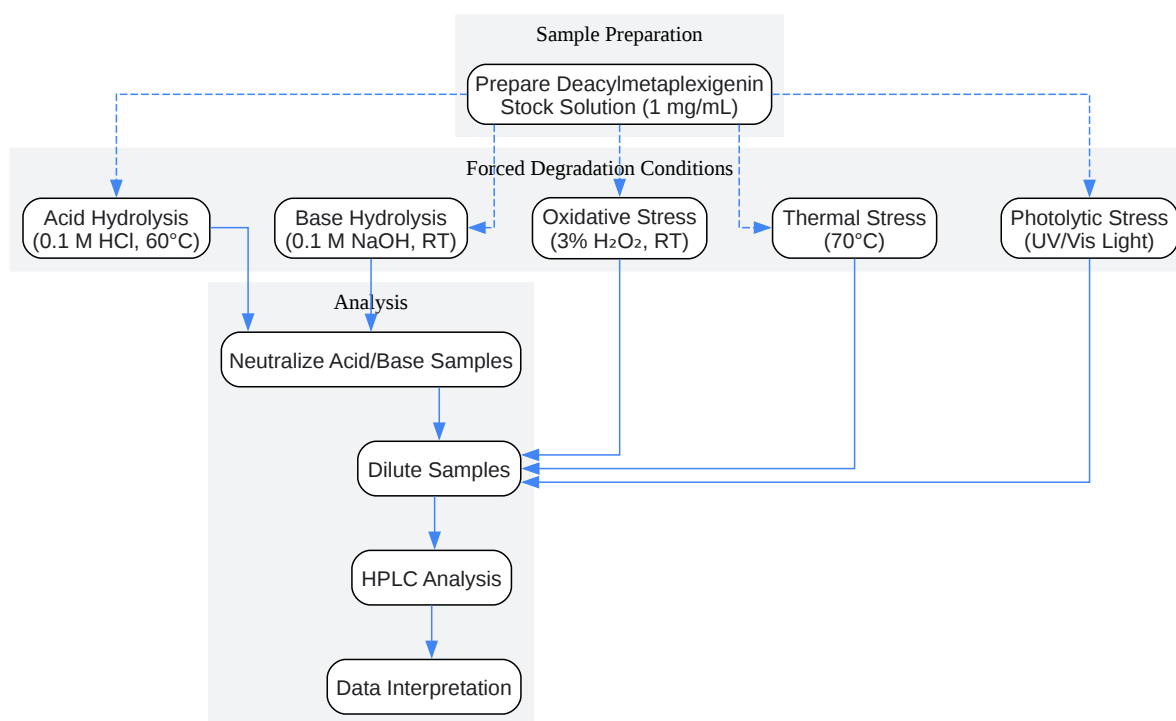 Sample Preparation
Prepare Deacylmetaplexigenin
Stock Solution (1 mg/mL)
Forced Degradation Conditions
Acid Hydrolysis
(0.1 M HCl, 60°C)
Base Hydrolysis
(0.1 M NaOH, RT)
Oxidative Stress
(3% H₂O₂, RT)
Thermal Stress
(70°C)
Photolytic Stress
(UV/Vis Light)
Analysis
Neutralize Acid/Base Samples
Dilute Samples
HPLC Analysis
Data Interpretation